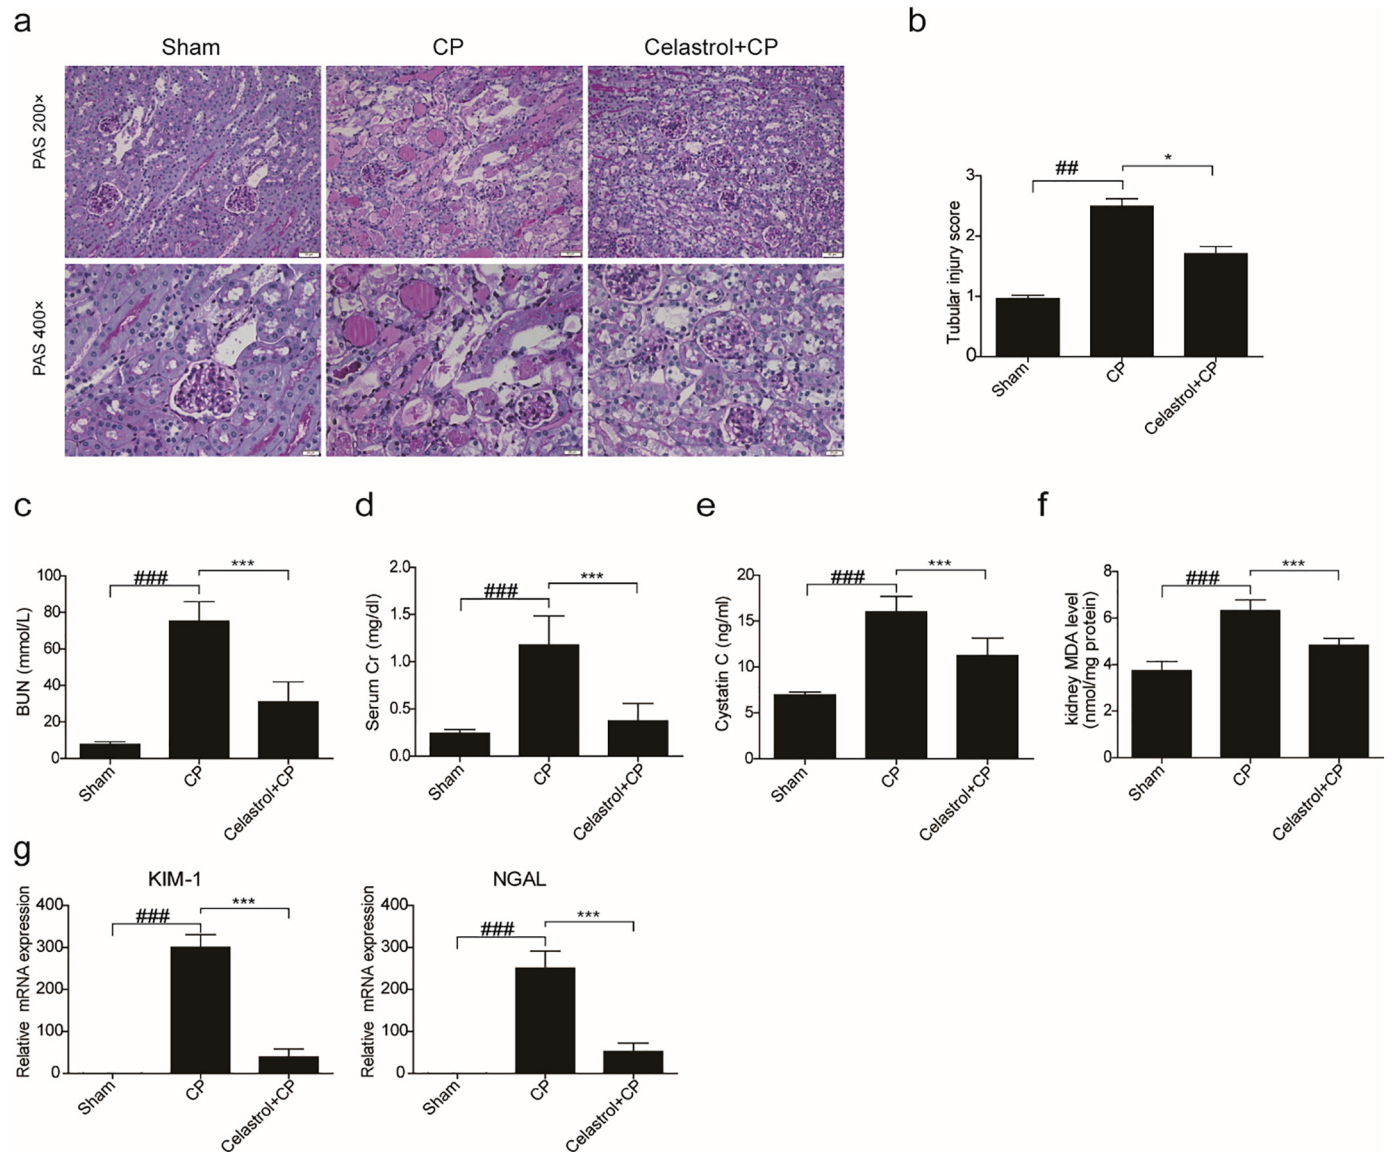 a
Sham
CP
Celastrol+CP
PAS 200×
PAS 400×
b
##
*
Tubular injury score
3
2
1
0
Sham
CP
Celastrol+CP
c
###
***
BUN (mmol/L)
100
80
60
40
20
0
Sham
CP
Celastrol+CP
d
###
***
Serum Cr (mg/dl)
2.0
1.5
1.0
0.5
0.0
Sham
CP
Celastrol+CP
e
###
***
Cystatin C (ng/ml)
20
15
10
5
0
Sham
CP
Celastrol+CP
f
###
***
kidney MDA level
(nmol/mg protein)
8
6
4
2
0
Sham
CP
Celastrol+CP
g
KIM-1
###
***
Relative mRNA expression
400
300
200
100
0
Sham
CP
Celastrol+CP
NGAL
###
***
Relative mRNA expression
400
300
200
100
0
Sham
CP
Celastrol+CP